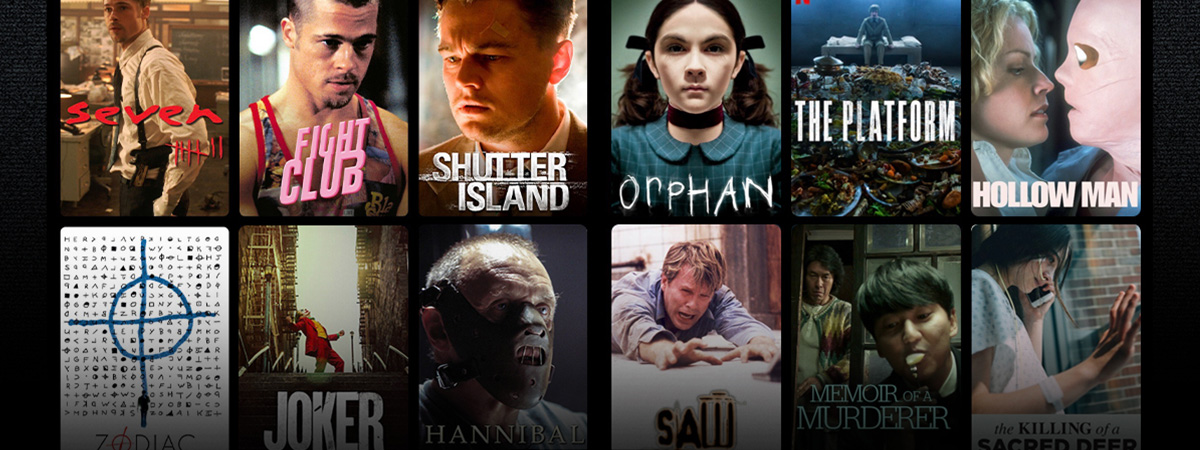 seven
FIGHT
CLUB
SHUTTER
ISLAND
ORPHAN
THE PLATFORM
HOLLOW MAN
ZODIAC
JOKER
HANNIBAL
SAW
MEMOIR OF A
MURDERER
the KILLING of a
SACRED DEER